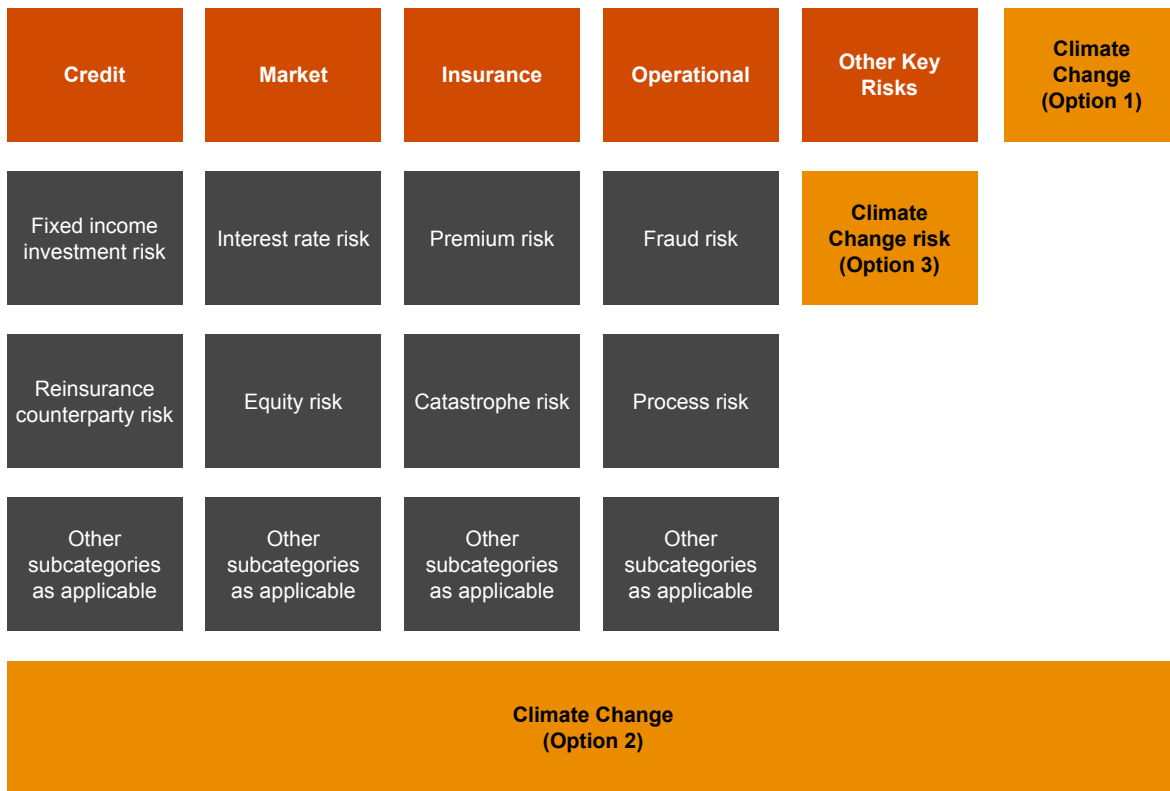 Credit
Market
Insurance
Operational
Other Key
Risks
Climate
Change
(Option 1)
Fixed income
investment risk
Interest rate risk
Premium risk
Fraud risk
Climate
Change risk
(Option 3)
Reinsurance
counterparty risk
Equity risk
Catastrophe risk
Process risk
Other
subcategories
as applicable
Other
subcategories
as applicable
Other
subcategories
as applicable
Other
subcategories
as applicable
Climate Change
(Option 2)